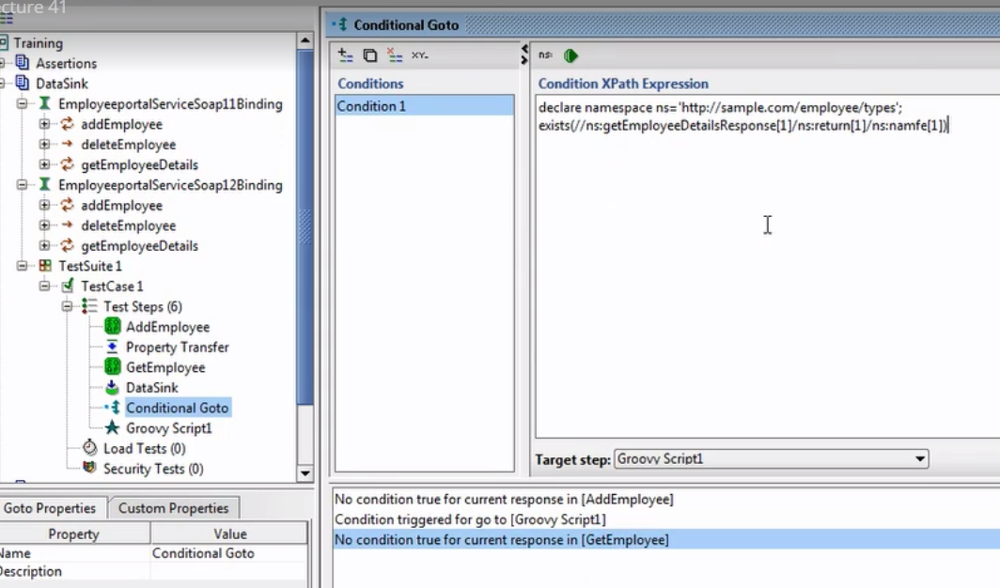 cture 41
Training
Assertions
DataSink
EmployeeportalServiceSoap11Binding
addEmployee
deleteEmployee
getEmployeeDetails
EmployeeportalServiceSoap12Binding
addEmployee
deleteEmployee
getEmployeeDetails
TestSuite 1
TestCase 1
Test Steps (6)
AddEmployee
Property Transfer
GetEmployee
DataSink
Conditional Goto
Groovy Script1
Load Tests (0)
Security Tests (0)
Goto Properties Custom Properties
Property Value
Name Conditional Goto
Description
Conditional Goto
XY- ns:
Conditions
Condition 1
Condition XPath Expression
declare namespace ns='http://sample.com/employee/types';
exists(//ns:getEmployeeDetailsResponse[1]/ns:return[1]/ns:namfe[1])
Target step: Groovy Script1
No condition true for current response in [AddEmployee]
Condition triggered for go to [Groovy Script1]
No condition true for current response in [GetEmployee]